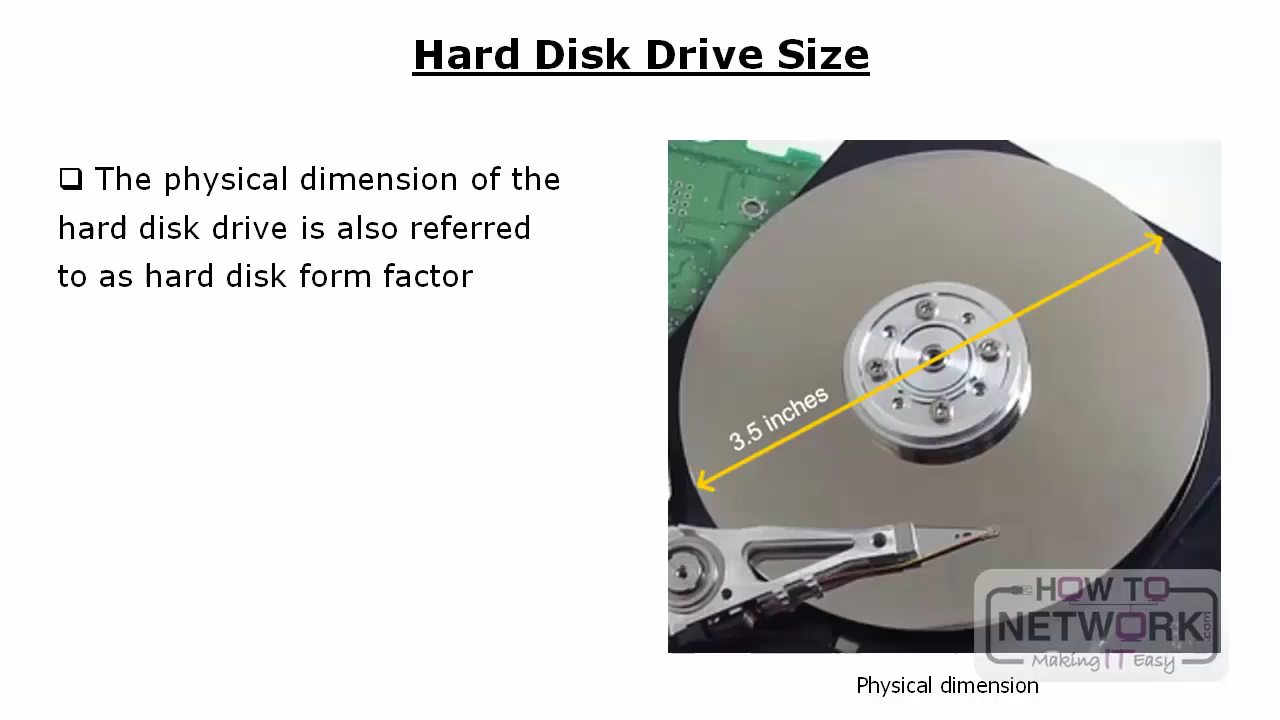 Hard Disk Drive Size
❑ The physical dimension of the
hard disk drive is also referred
to as hard disk form factor
3.5 inches
HOW TO
NETWORK
.com
Making IT Easy
Physical dimension